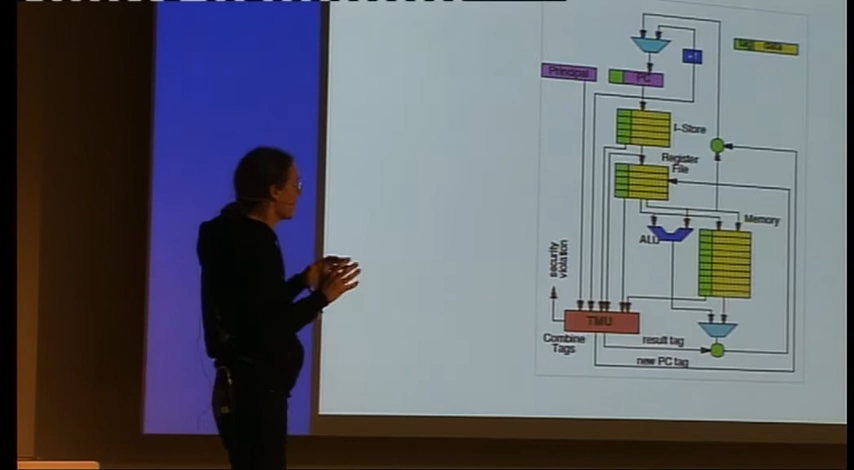 tag data
Principal
PC
+1
I-Store
Register
File
Memory
ALU
security
violation
TMU
Combine
Tags
result tag
new PC tag